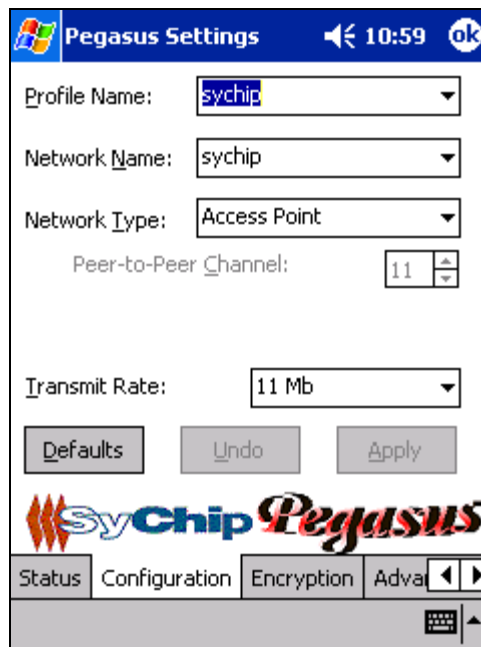 Pegasus Settings 10:59 ok
Profile Name: sychip
Network Name: sychip
Network Type: Access Point
Peer-to-Peer Channel: 11
Transmit Rate: 11 Mb
Defaults Undo Apply
SyChip Pegasus
Status Configuration Encryption Adva